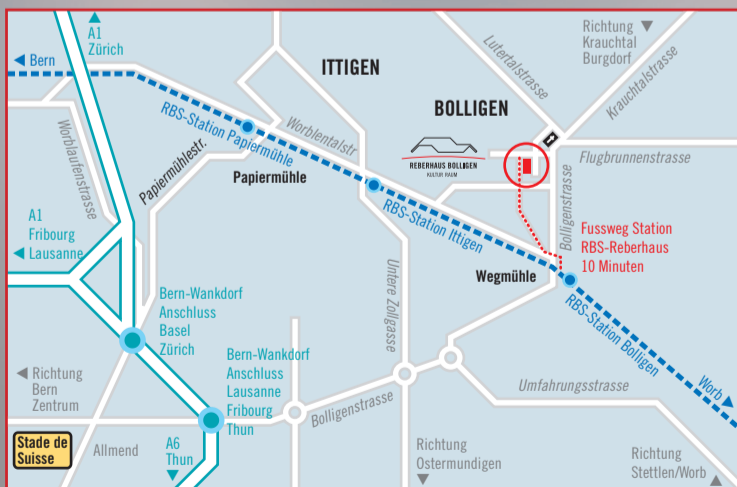 A1
Zürich
Bern
ITTIGEN
BOLLIGEN
Lutertalstrasse
Richtung
Krauchtal
Burgdorf
Krauchtalstrasse
RBS-Station Papiermühle
Worblentalstr
REBERHAUS BOLLIGEN
KULTUR RAUM
Flugbrunnenstrasse
Worblaufenstrasse
Papiermühlestr.
Papiermühle
RBS-Station Ittigen
Bolligenstrasse
A1
Fribourg
Lausanne
Fussweg Station
RBS-Reberhaus
10 Minuten
Untere Zollgasse
Wegmühle
RBS-Station Bolligen
Bern-Wankdorf
Anschluss
Basel
Zürich
Bern-Wankdorf
Anschluss
Lausanne
Fribourg
Thun
Richtung
Bern
Zentrum
Bolligenstrasse
Umfahrungsstrasse
Worb
Stade de
Suisse
Allmend
A6
Thun
Richtung
Ostermundigen
Richtung
Stettlen/Worb